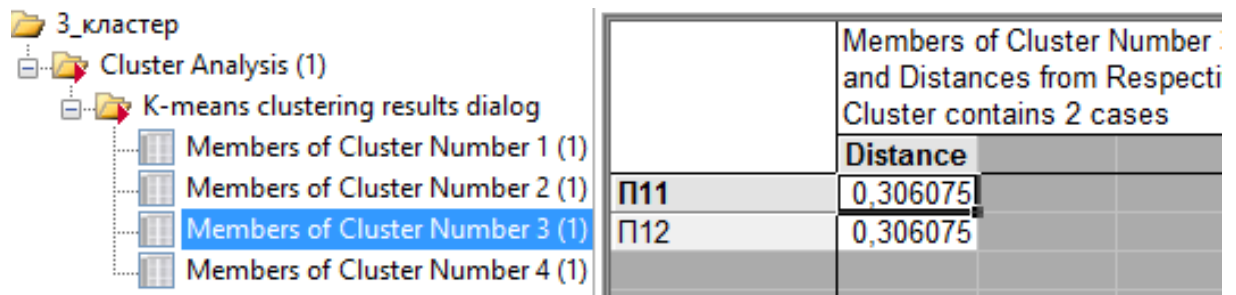 3_кластер
Cluster Analysis (1)
K-means clustering results dialog
Members of Cluster Number 1 (1)
Members of Cluster Number 2 (1)
Members of Cluster Number 3 (1)
Members of Cluster Number 4 (1)
Members of Cluster Number
and Distances from Respecti
Cluster contains 2 cases
Distance
П11 0,306075
П12 0,306075